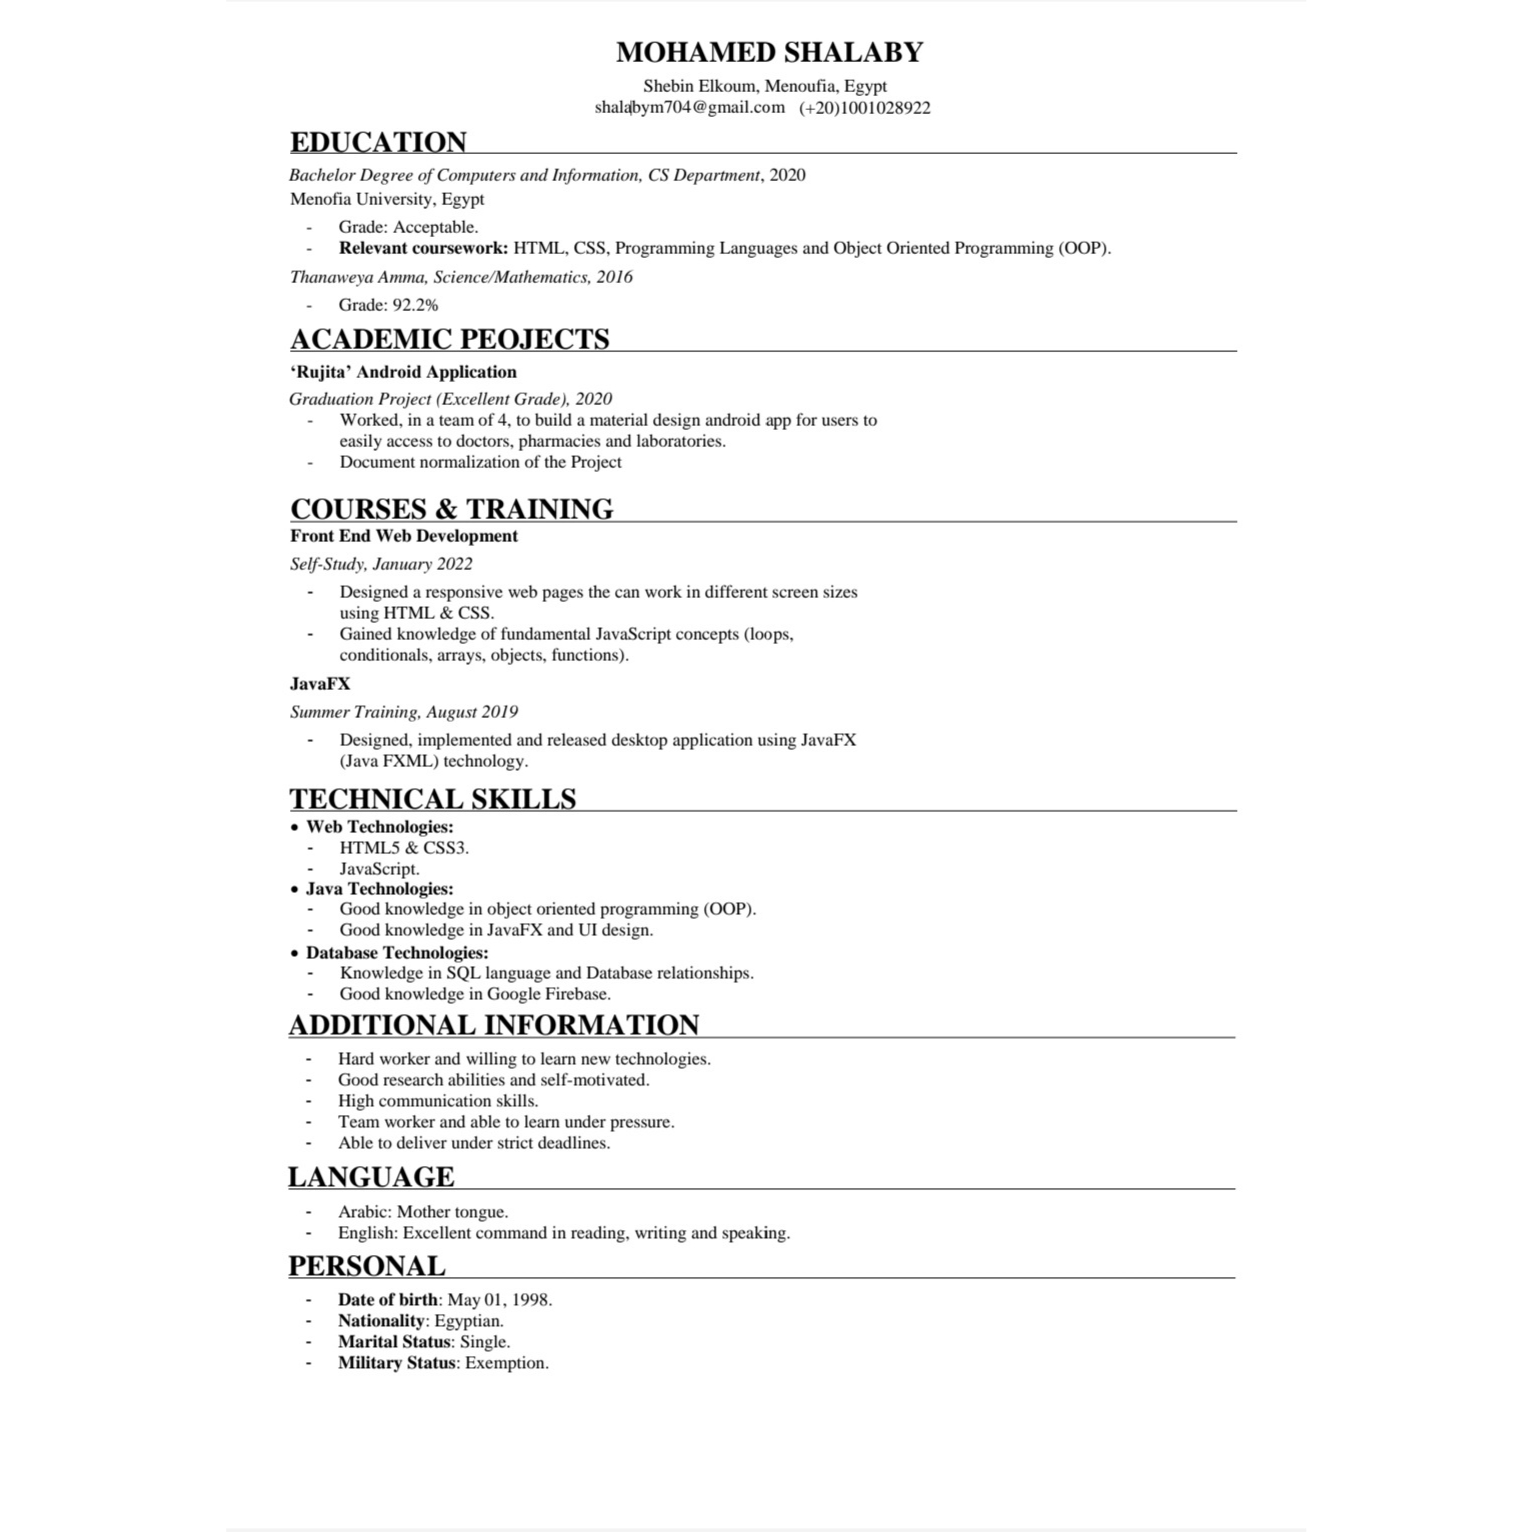 MOHAMED SHALABY
Shebin Elkoum, Menoufia, Egypt
shalabym704@gmail.com (+20)1001028922
EDUCATION
Bachelor Degree of Computers and Information, CS Department, 2020
Menofia University, Egypt
- Grade: Acceptable.
- Relevant coursework: HTML, CSS, Programming Languages and Object Oriented Programming (OOP).
Thanaweya Amma, Science/Mathematics, 2016
- Grade: 92.2%
ACADEMIC PEOJECTS
‘Rujita’ Android Application
Graduation Project (Excellent Grade), 2020
- Worked, in a team of 4, to build a material design android app for users to
easily access to doctors, pharmacies and laboratories.
- Document normalization of the Project
COURSES & TRAINING
Front End Web Development
Self-Study, January 2022
- Designed a responsive web pages the can work in different screen sizes
using HTML & CSS.
- Gained knowledge of fundamental JavaScript concepts (loops,
conditionals, arrays, objects, functions).
JavaFX
Summer Training, August 2019
- Designed, implemented and released desktop application using JavaFX
(Java FXML) technology.
TECHNICAL SKILLS
• Web Technologies:
- HTML5 & CSS3.
- JavaScript.
• Java Technologies:
- Good knowledge in object oriented programming (OOP).
- Good knowledge in JavaFX and UI design.
• Database Technologies:
- Knowledge in SQL language and Database relationships.
- Good knowledge in Google Firebase.
ADDITIONAL INFORMATION
- Hard worker and willing to learn new technologies.
- Good research abilities and self-motivated.
- High communication skills.
- Team worker and able to learn under pressure.
- Able to deliver under strict deadlines.
LANGUAGE
- Arabic: Mother tongue.
- English: Excellent command in reading, writing and speaking.
PERSONAL
- Date of birth: May 01, 1998.
- Nationality: Egyptian.
- Marital Status: Single.
- Military Status: Exemption.